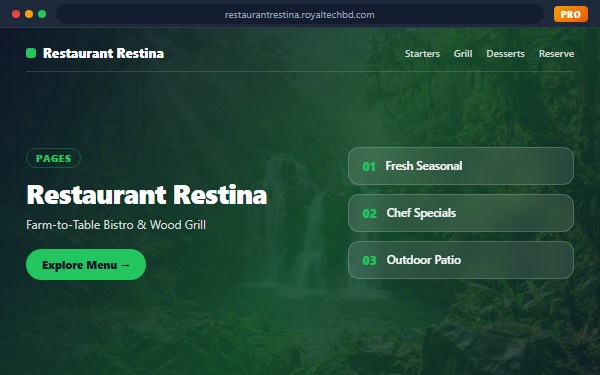 restaurantrestina.royaltechbd.com
PRO
Restaurant Restina
Starters Grill Desserts Reserve
PAGES
Restaurant Restina
Farm-to-Table Bistro & Wood Grill
Explore Menu →
01 Fresh Seasonal
02 Chef Specials
03 Outdoor Patio